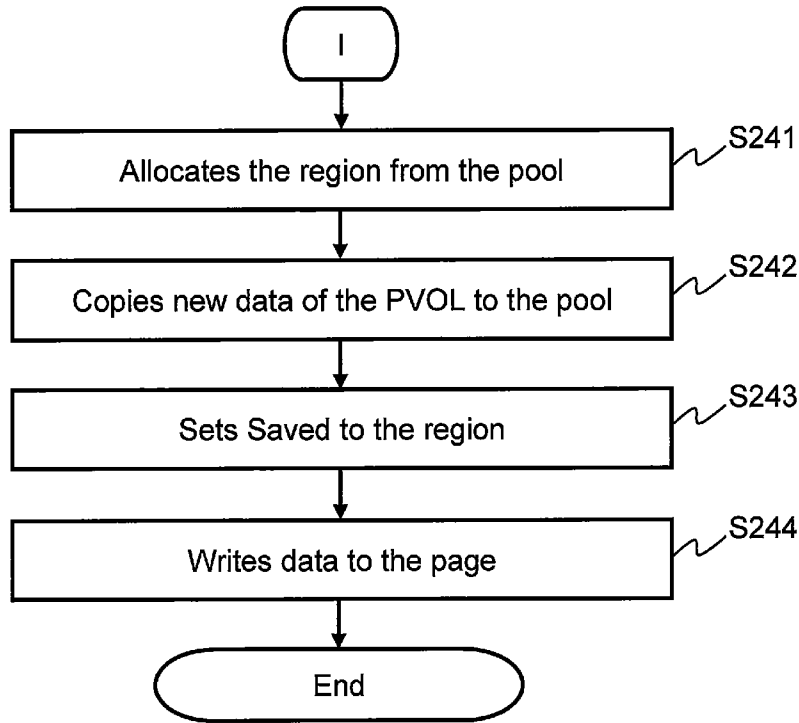 I
Allocates the region from the pool
S241
Copies new data of the PVOL to the pool
S242
Sets Saved to the region
S243
Writes data to the page
S244
End